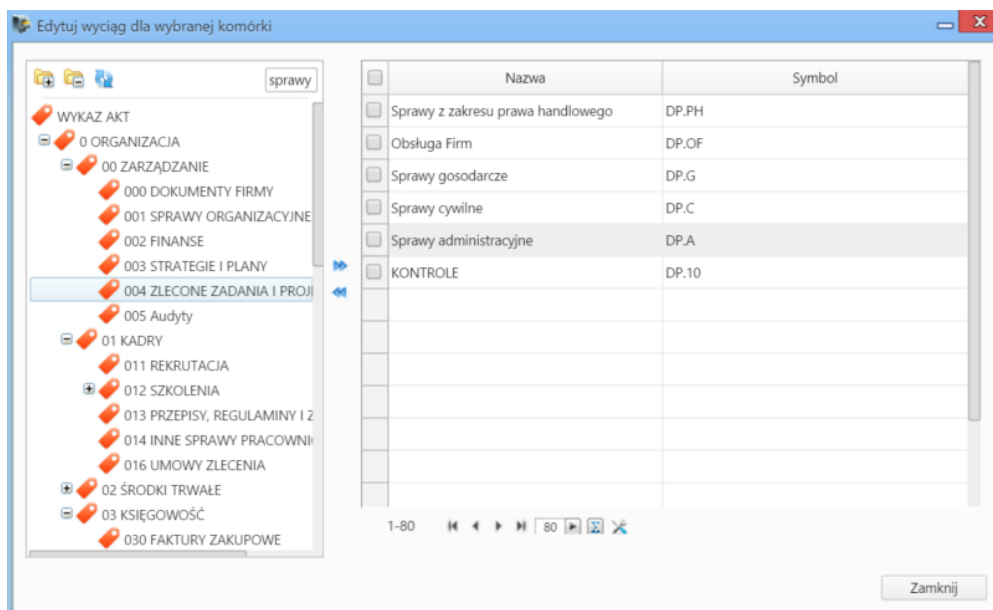 Edytuj wyciąg dla wybranej komórki
X
sprawy
WYKAZ AKT
0 ORGANIZACJA
00 ZARZĄDZANIE
000 DOKUMENTY FIRMY
001 SPRAWY ORGANIZACYJNE
002 FINANSE
003 STRATEGIE I PLANY
004 ZLECONE ZADANIA I
005 Audyty
01 KADRY
011 REKRUTACJA
012 SZKOLENIA
013 PRZEPISY, REGULAMINY I
014 INNE SPRAWY
016 UMOWY ZLECENIA
02 ŚRODKI TRWAŁE
03 KSIĘGOWOŚĆ
030 FAKTURY ZAKUPOWE
Nazwa Symbol
Sprawy z zakresu prawa handlowego DP.PH
Obsługa Firm DP.OF
Sprawy gosodarcze DP.G
Sprawy cywilne DP.C
Sprawy administracyjne DP.A
KONTROLE DP.10
1-80 80 Σ
Zamknij